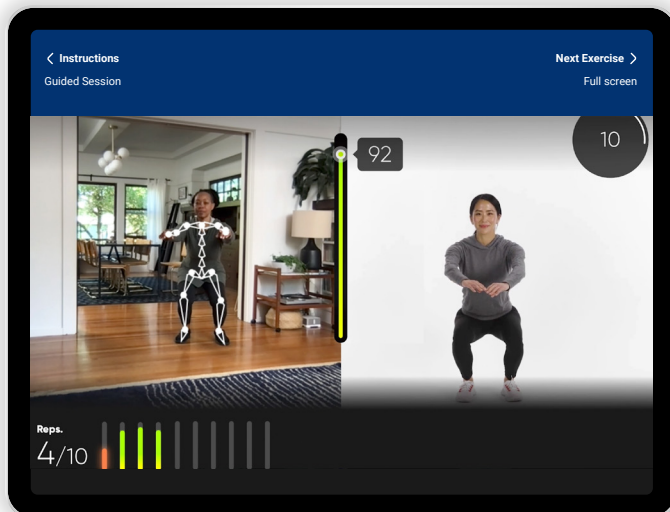 Instructions
Next Exercise
Guided Session
Full screen
92
10
Reps.
4/10